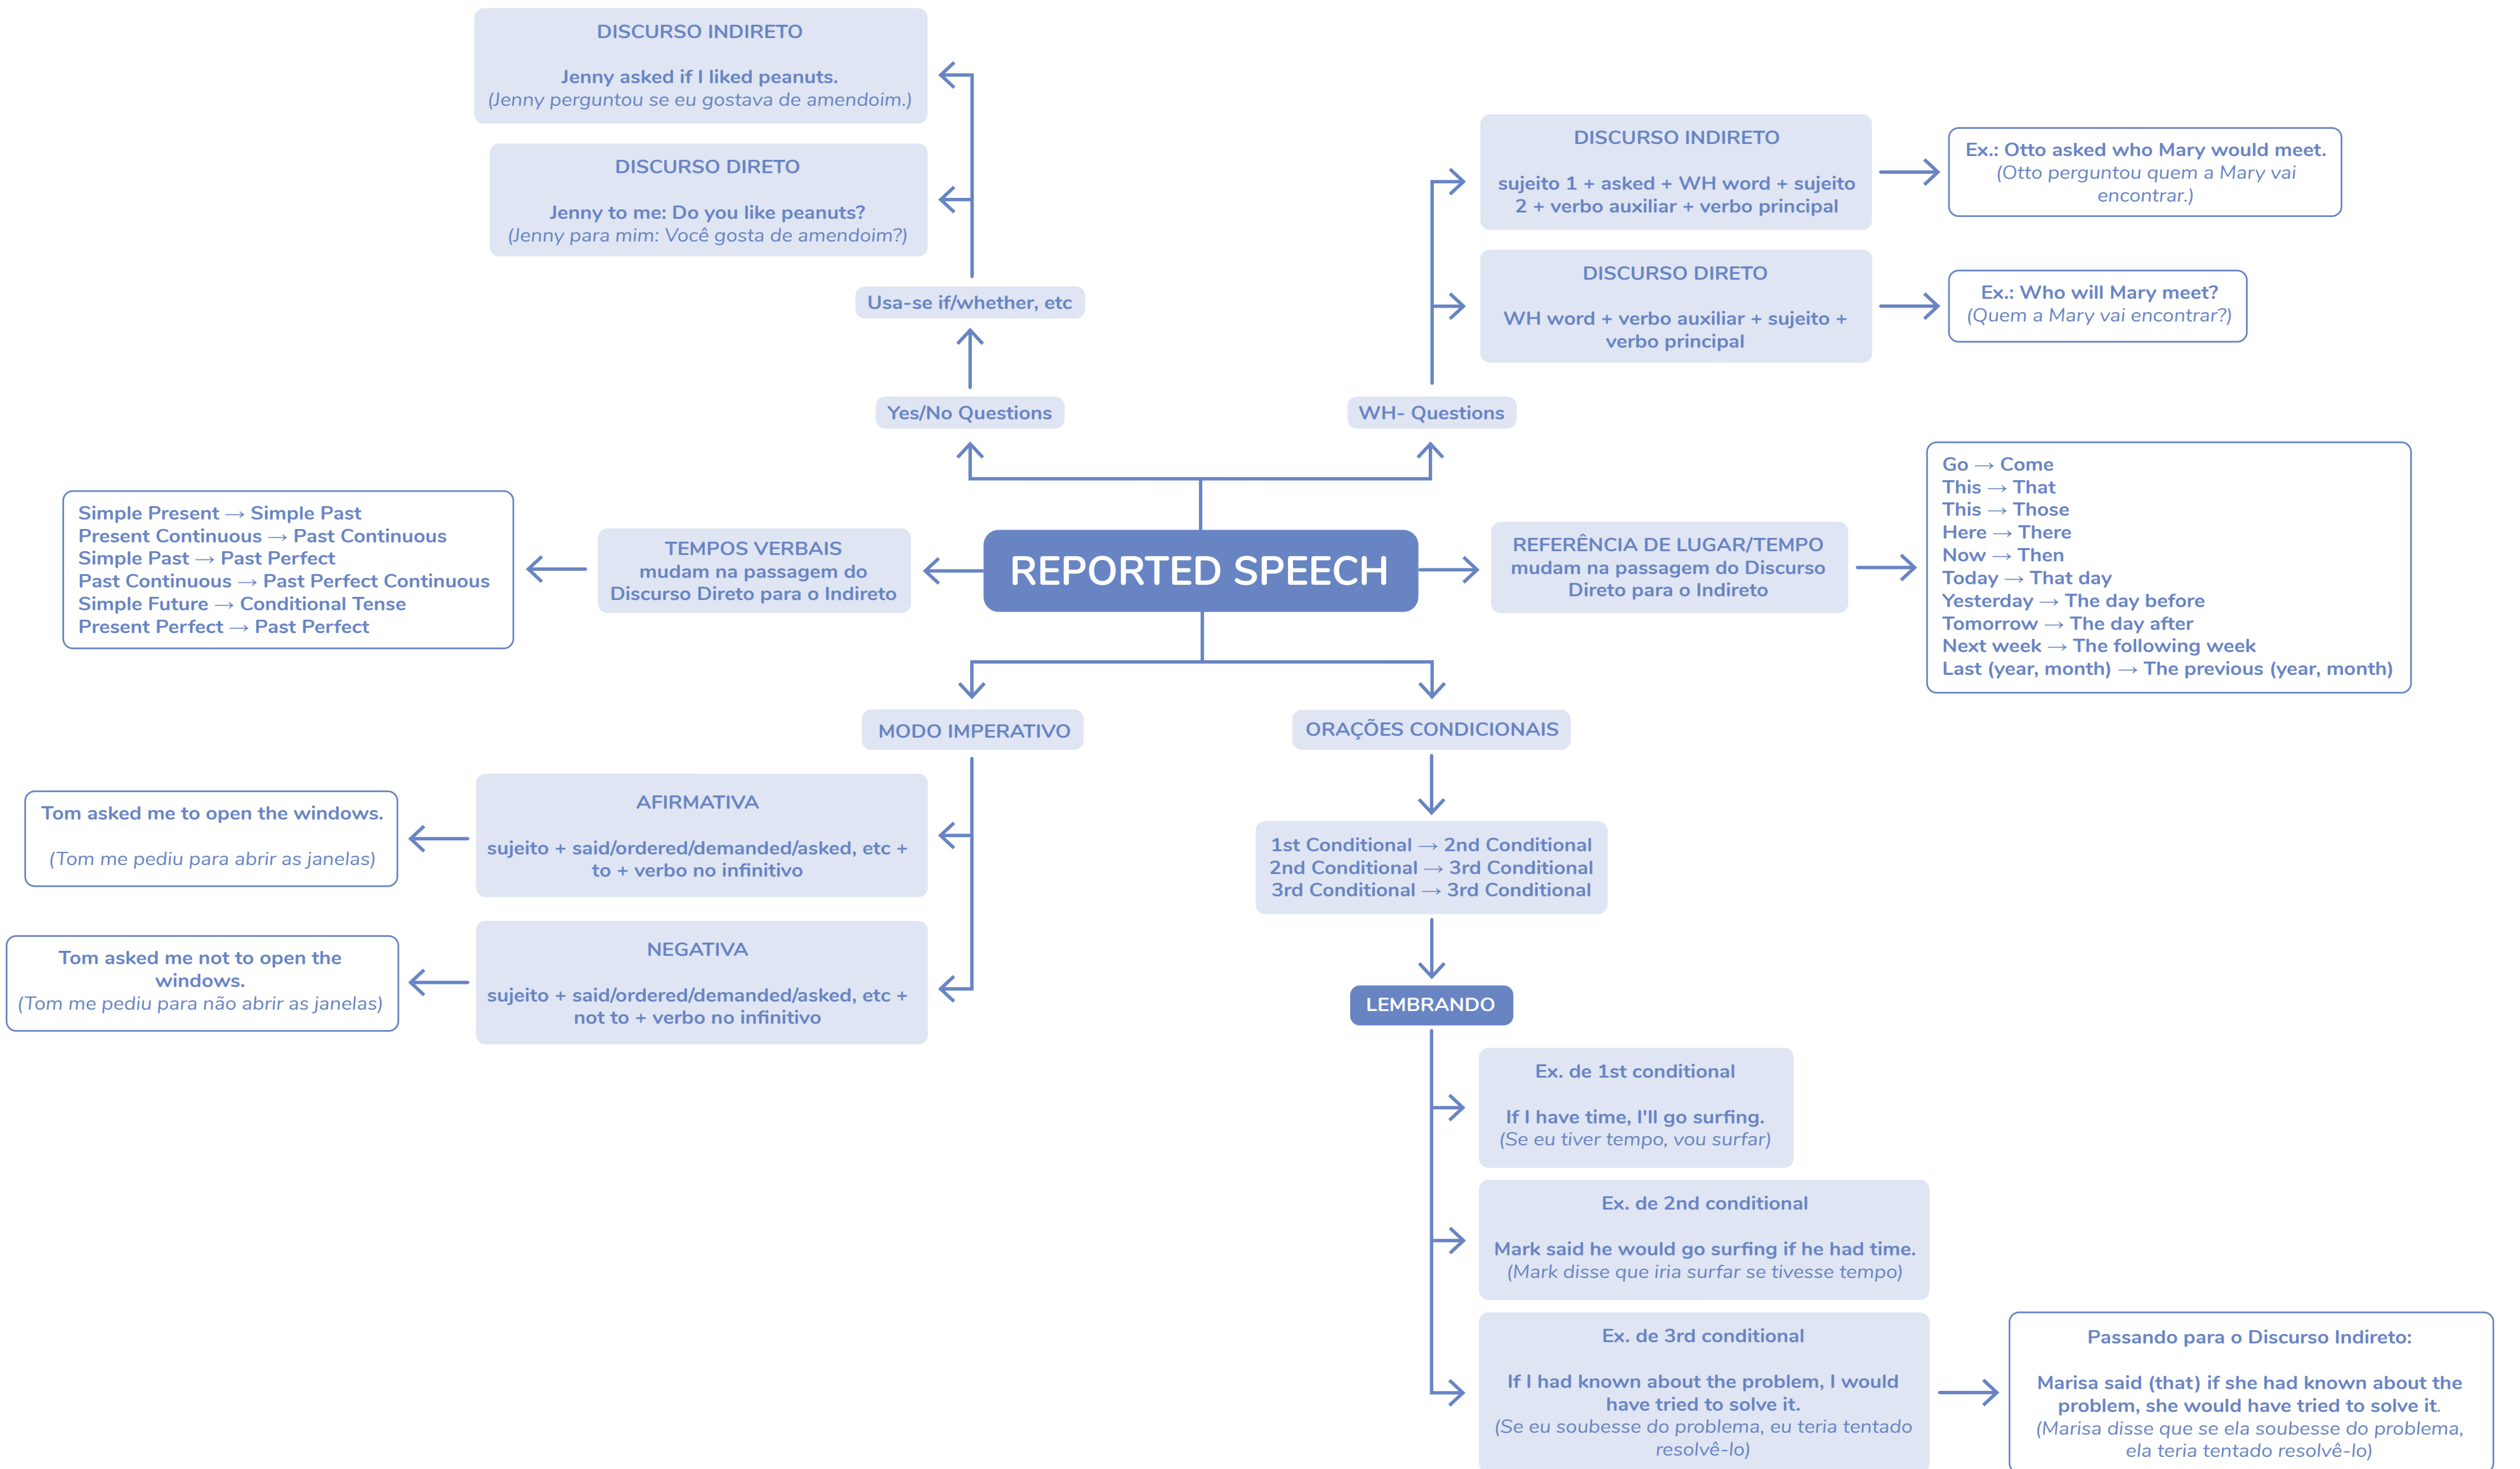 DISCURSO INDIRETO
Jenny asked if I liked peanuts.
(Jenny perguntou se eu gostava de amendoim.)
DISCURSO DIRETO
Jenny to me: Do you like peanuts?
(Jenny para mim: Você gosta de amendoim?)
Usa-se if/whether, etc
Yes/No Questions
DISCURSO INDIRETO
sujeito 1 + asked + WH word + sujeito
2 + verbo auxiliar + verbo principal
Ex.: Otto asked who Mary would meet.
(Otto perguntou quem a Mary vai
encontrar.)
DISCURSO DIRETO
WH word + verbo auxiliar + sujeito +
verbo principal
Ex.: Who will Mary meet?
(Quem a Mary vai encontrar?)
WH- Questions
Simple Present → Simple Past
Present Continuous → Past Continuous
Simple Past → Past Perfect
Past Continuous → Past Perfect Continuous
Simple Future → Conditional Tense
Present Perfect → Past Perfect
TEMPOS VERBAIS
mudam na passagem do
Discurso Direto para o Indireto
REPORTED SPEECH
REFERÊNCIA DE LUGAR/TEMPO
mudam na passagem do Discurso
Direto para o Indireto
Go → Come
This → That
This → Those
Here → There
Now → Then
Today → That day
Yesterday → The day before
Tomorrow → The day after
Next week → The following week
Last (year, month) → The previous (year, month)
MODO IMPERATIVO
AFIRMATIVA
sujeito + said/ordered/demanded/asked, etc +
to + verbo no infinitivo
Tom asked me to open the windows.
(Tom me pediu para abrir as janelas)
NEGATIVA
sujeito + said/ordered/demanded/asked, etc +
not to + verbo no infinitivo
Tom asked me not to open the
windows.
(Tom me pediu para não abrir as janelas)
ORAÇÕES CONDICIONAIS
1st Conditional → 2nd Conditional
2nd Conditional → 3rd Conditional
3rd Conditional → 3rd Conditional
LEMBRANDO
Ex. de 1st conditional
If I have time, I'll go surfing.
(Se eu tiver tempo, vou surfar)
Ex. de 2nd conditional
Mark said he would go surfing if he had time.
(Mark disse que iria surfar se tivesse tempo)
Ex. de 3rd conditional
If I had known about the problem, I would
have tried to solve it.
(Se eu soubesse do problema, eu teria tentado
resolvê-lo)
Passando para o Discurso Indireto:
Marisa said (that) if she had known about the
problem, she would have tried to solve it.
(Marisa disse que se ela soubesse do problema,
ela teria tentado resolvê-lo)